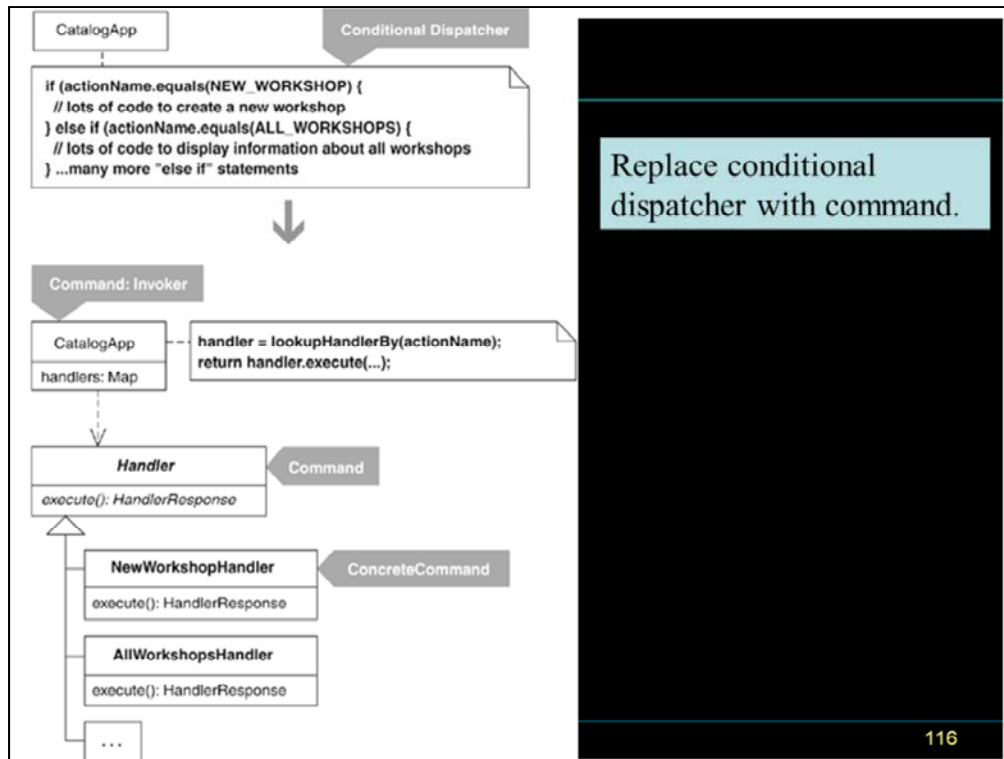 CatalogApp
Conditional Dispatcher
if (actionName.equals(NEW_WORKSHOP) {
// lots of code to create a new workshop
} else if (actionName.equals(ALL_WORKSHOPS) {
// lots of code to display information about all workshops
} ...many more "else if" statements
Command: Invoker
CatalogApp
handlers: Map
handler = lookupHandlerBy(actionName);
return handler.execute(...);
Handler
execute(): HandlerResponse
Command
NewWorkshopHandler
execute(): HandlerResponse
ConcreteCommand
AllWorkshopsHandler
execute(): HandlerResponse
...
Replace conditional
dispatcher with command.
116